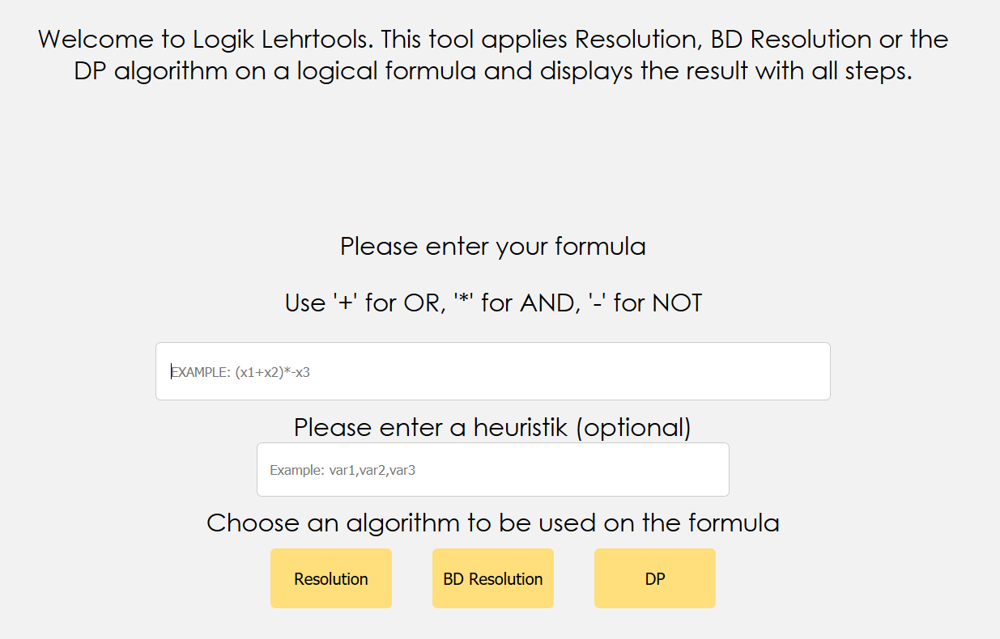 Welcome to Logik Lehrtools. This tool applies Resolution, BD Resolution or the
DP algorithm on a logical formula and displays the result with all steps.
Please enter your formula
Use '+' for OR, '*' for AND, '-' for NOT
EXAMPLE: (x1+x2)*-x3
Please enter a heuristik (optional)
Example: var1,var2,var3
Choose an algorithm to be used on the formula
Resolution
BD Resolution
DP